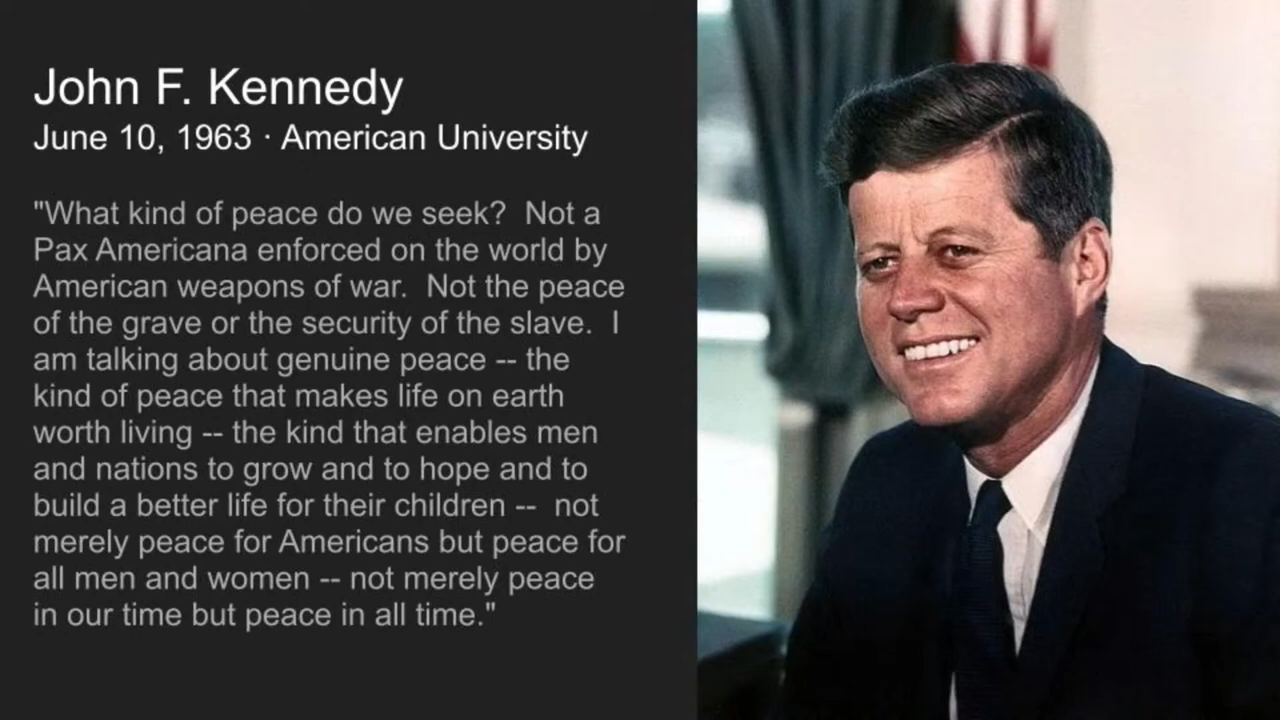 John F. Kennedy
June 10, 1963 · American University
"What kind of peace do we seek?  Not a
Pax Americana enforced on the world by
American weapons of war.  Not the peace
of the grave or the security of the slave.  I
am talking about genuine peace -- the
kind of peace that makes life on earth
worth living -- the kind that enables men
and nations to grow and to hope and to
build a better life for their children --  not
merely peace for Americans but peace for
all men and women -- not merely peace
in our time but peace in all time."